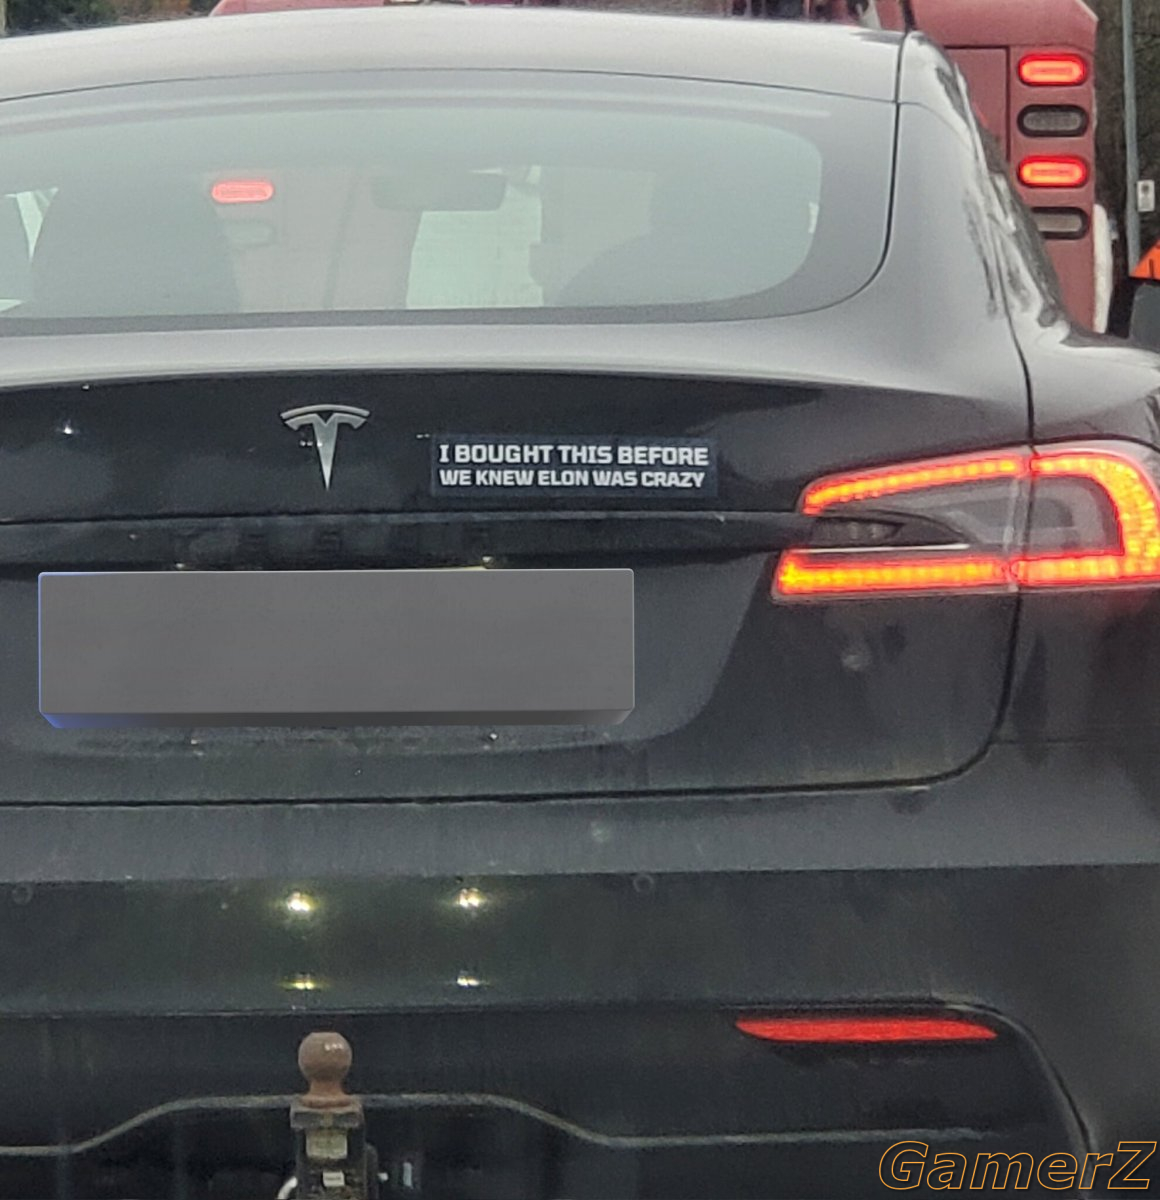 I BOUGHT THIS BEFORE
WE KNEW ELON WAS CRAZY
GamerZ